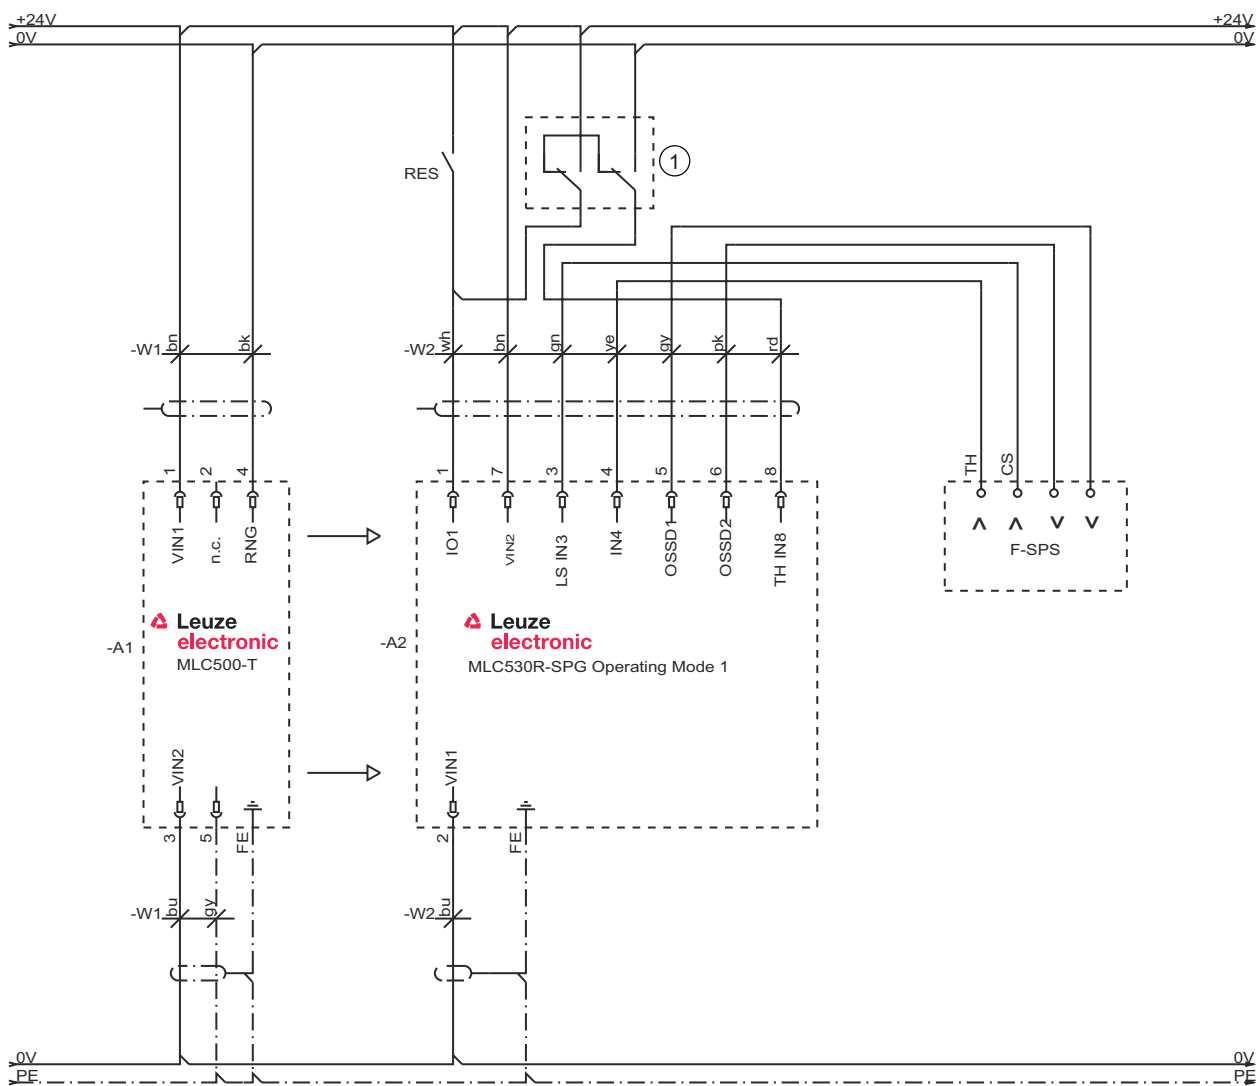 +24V
+24V
0V
0V
RES
1
-W1
bn
bk
-W2
wh
bn
gn
ye
gy
pk
rd
1
2
4
1
7
3
4
5
6
8
TH
CS
VIN1
n.c.
RNG
IO1
VIN2
LS IN3
IN4
OSSD1
OSSD2
TH IN8
F-SPS
-A1
Leuze
electronic
MLC500-T
-A2
Leuze
electronic
MLC530R-SPG Operating Mode 1
VIN2
VIN1
3
5
FE
2
FE
-W1
bu
gy
-W2
bu
0V
0V
PE
PE